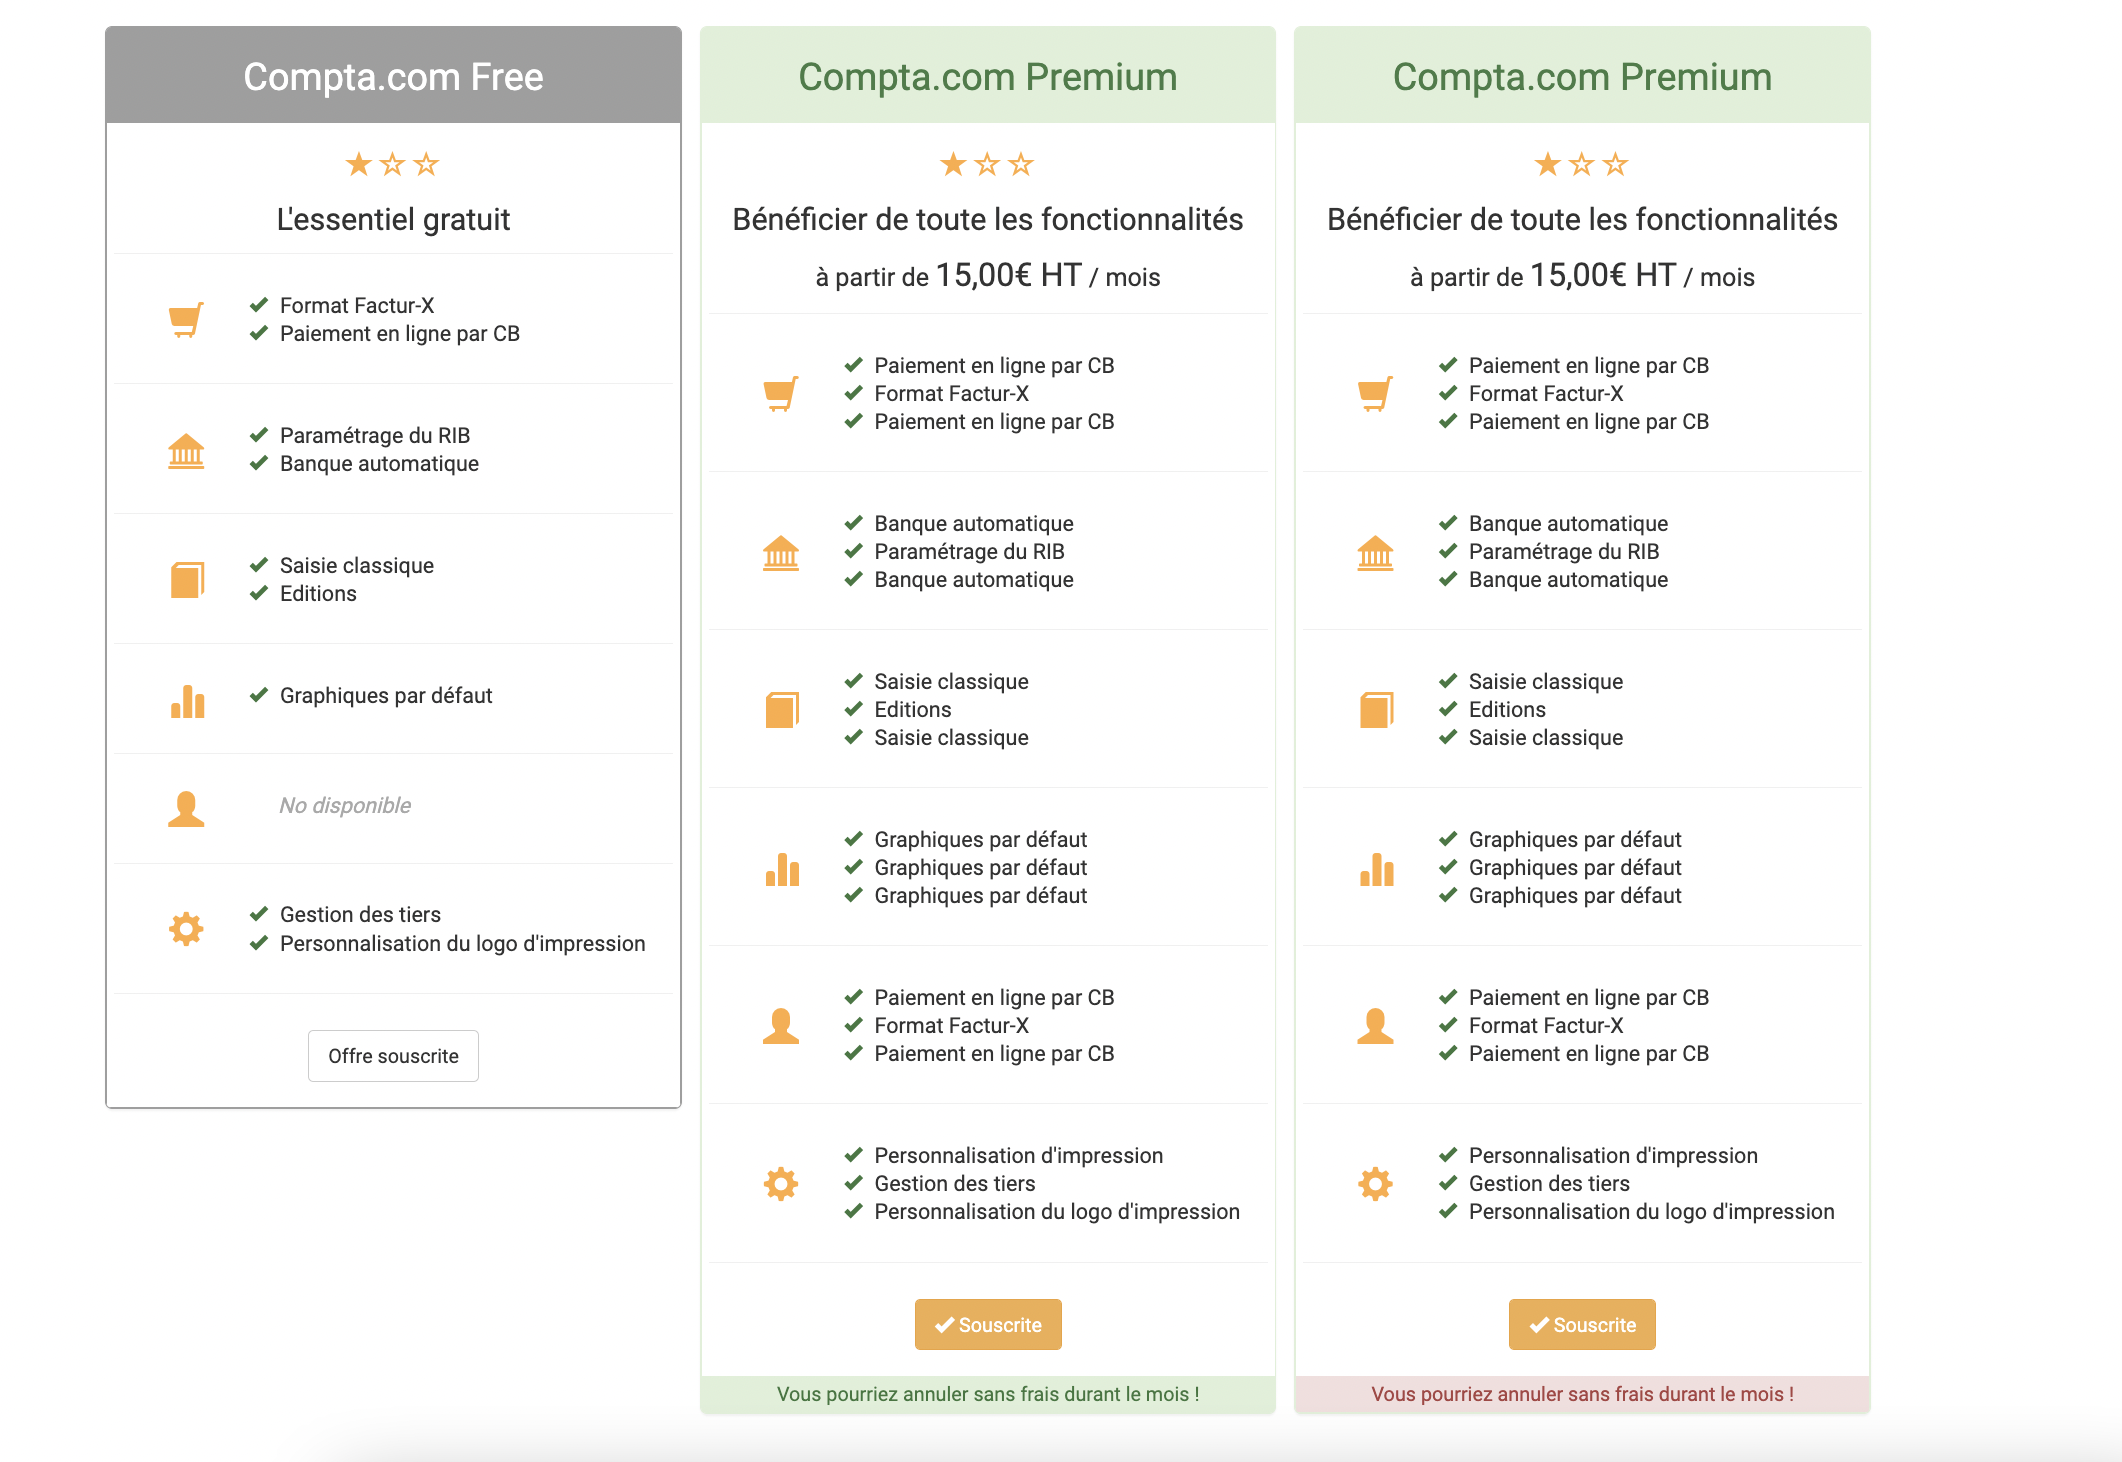 Compta.com Free
L'essentiel gratuit
Format Factur-X
Paiement en ligne par CB
Paramétrage du RIB
Banque automatique
Saisie classique
Editions
Graphiques par défaut
No disponible
Gestion des tiers
Personnalisation du logo d'impression
Offre souscrite
Compta.com Premium
Bénéficier de toute les fonctionnalités
à partir de 15,00€ HT / mois
Paiement en ligne par CB
Format Factur-X
Paiement en ligne par CB
Banque automatique
Paramétrage du RIB
Banque automatique
Saisie classique
Editions
Saisie classique
Graphiques par défaut
Graphiques par défaut
Graphiques par défaut
Paiement en ligne par CB
Format Factur-X
Paiement en ligne par CB
Personnalisation d'impression
Gestion des tiers
Personnalisation du logo d'impression
Souscrite
Vous pourriez annuler sans frais durant le mois !
Compta.com Premium
Bénéficier de toute les fonctionnalités
à partir de 15,00€ HT / mois
Paiement en ligne par CB
Format Factur-X
Paiement en ligne par CB
Banque automatique
Paramétrage du RIB
Banque automatique
Saisie classique
Editions
Saisie classique
Graphiques par défaut
Graphiques par défaut
Graphiques par défaut
Paiement en ligne par CB
Format Factur-X
Paiement en ligne par CB
Personnalisation d'impression
Gestion des tiers
Personnalisation du logo d'impression
Souscrite
Vous pourriez annuler sans frais durant le mois !